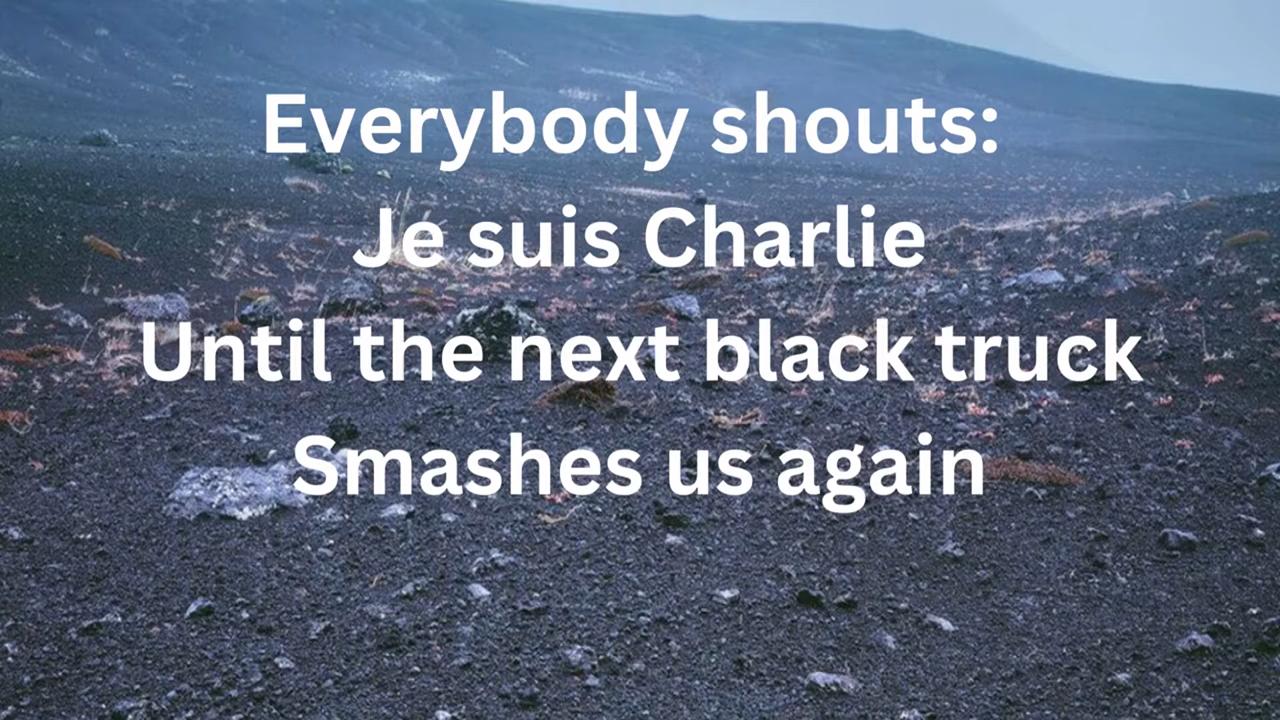 Everybody shouts:
Je suis Charlie
Until the next black truck
Smashes us again